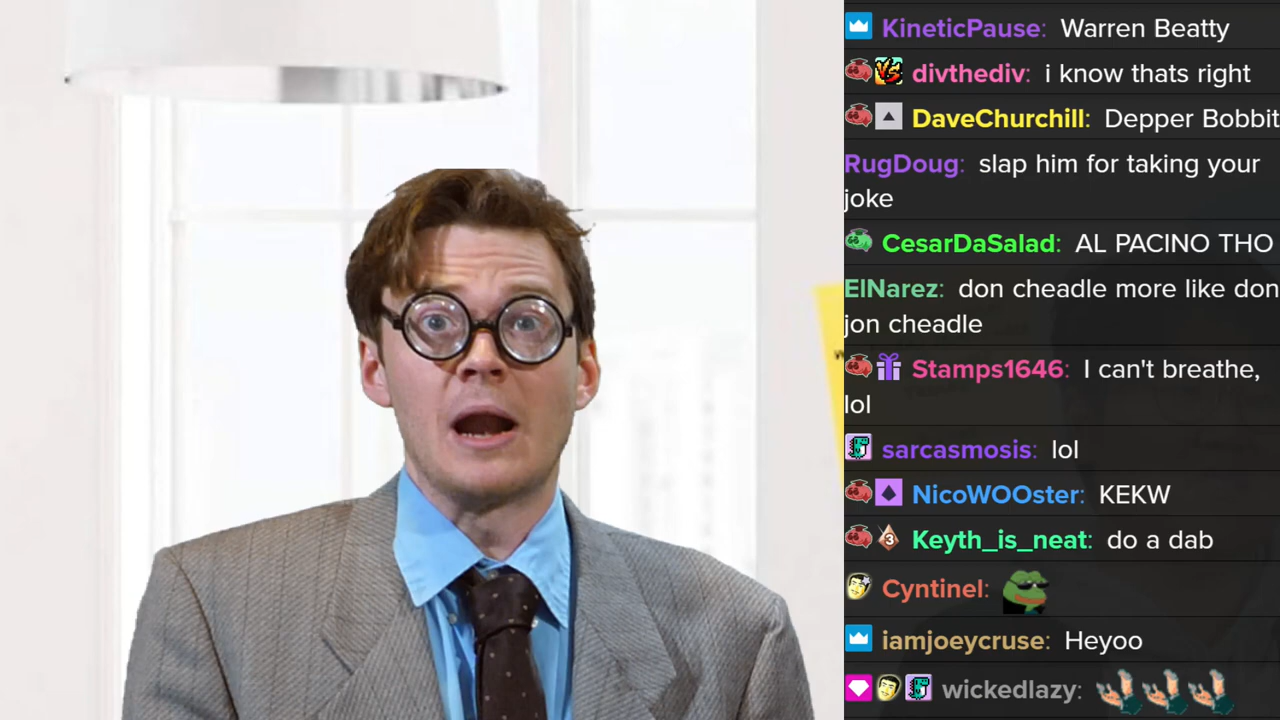 KineticPause: Warren Beatty
divthediv: i know thats right
DaveChurchill: Depper Bobbit
RugDoug: slap him for taking your
joke
CesarDaSalad: AL PACINO THO
ElNarez: don cheadle more like don
jon cheadle
Stamps1646: I can't breathe,
lol
sarcasmosis: lol
NicoWOOster: KEKW
3 Keyth_is_neat: do a dab
Cyntinel:
iamjoeycruse: Heyoo
wickedlazy: